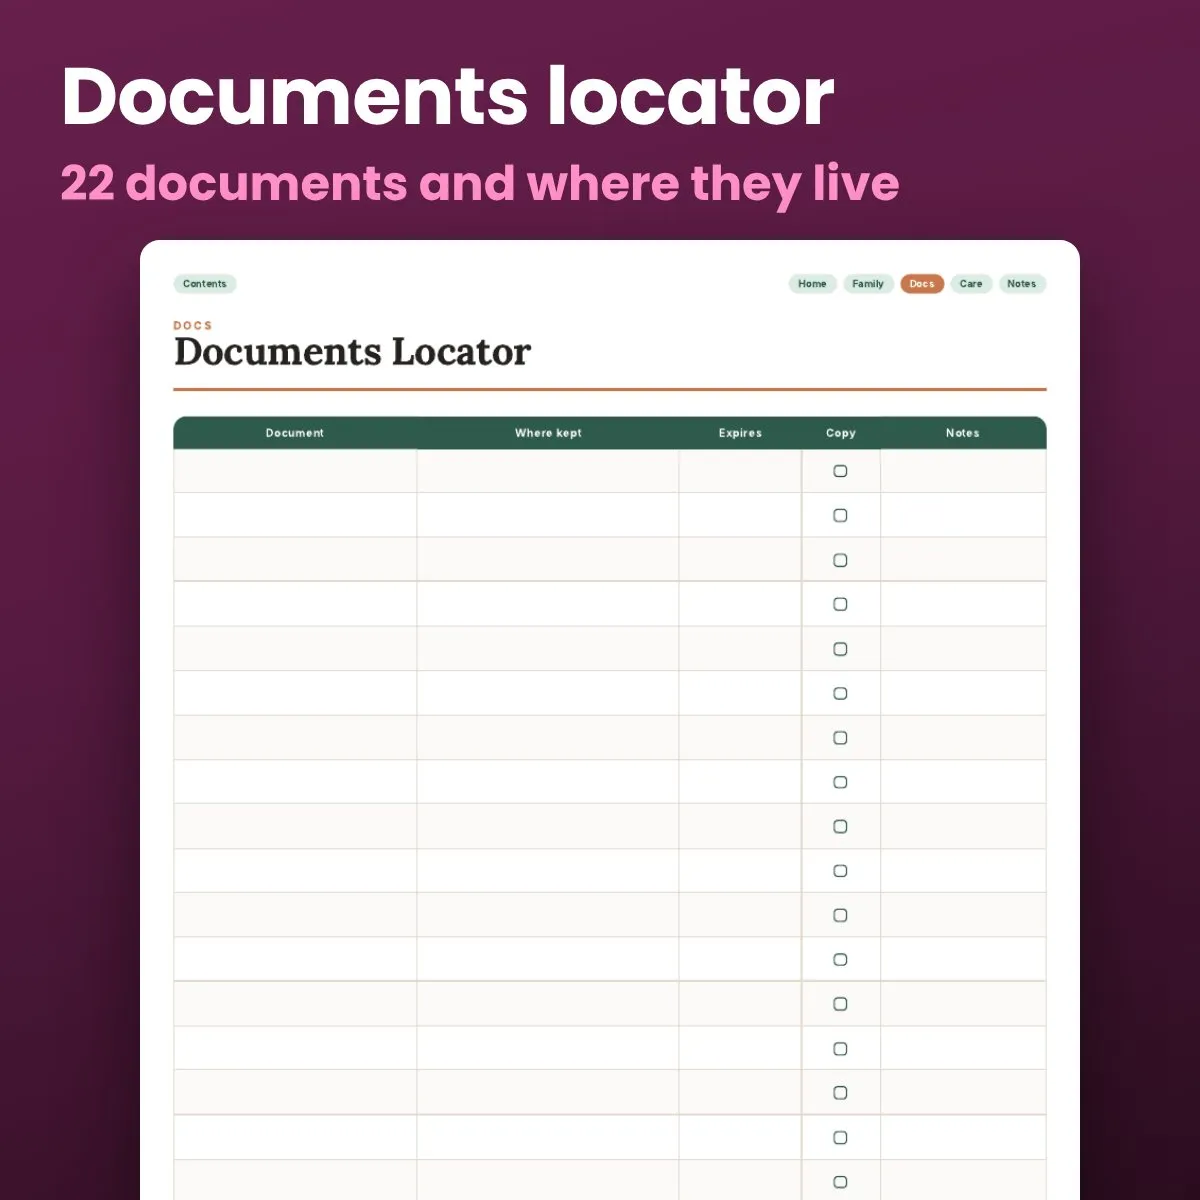 Documents locator
22 documents and where they live
Contents Home Family Docs Care Notes
DOCS
Documents Locator
Document Where kept Expires Copy Notes